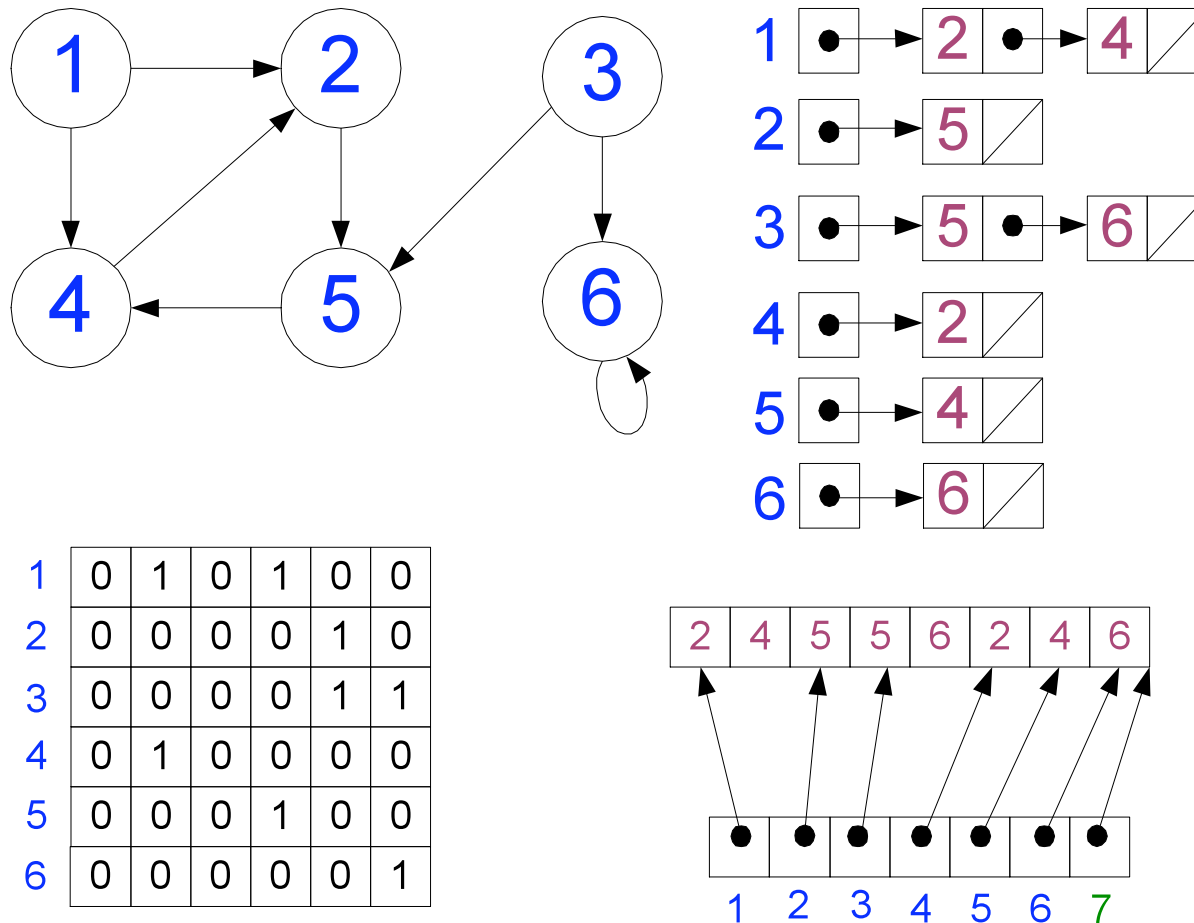 1 2 3
4 5 6
1 2 4
2 5
3 5 6
4 2
5 4
6 6
1 0 1 0 1 0 0
2 0 0 0 0 1 0
3 0 0 0 0 1 1
4 0 1 0 0 0 0
5 0 0 0 1 0 0
6 0 0 0 0 0 1
2 4 5 5 6 2 4 6
1 2 3 4 5 6 7